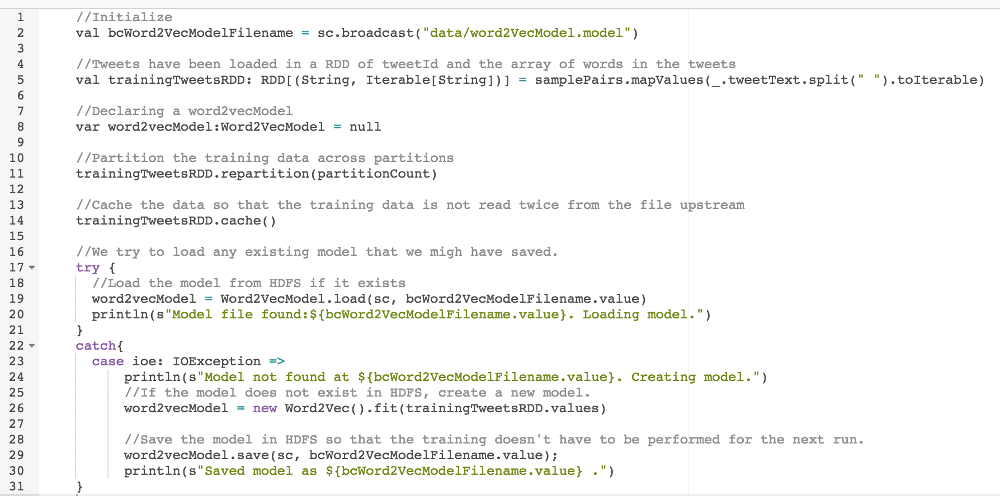 1 //Initialize
2 val bcWord2VecModelFilename = sc.broadcast("data/word2VecModel.model")
3
4 //Tweets have been loaded in a RDD of tweetId and the array of words in the tweets
5 val trainingTweetsRDD: RDD[(String, Iterable[String])] = samplePairs.mapValues(_.tweetText.split(" ").toIterable)
6
7 //Declaring a word2vecModel
8 var word2vecModel:Word2VecModel = null
9
10 //Partition the training data across partitions
11 trainingTweetsRDD.repartition(partitionCount)
12
13 //Cache the data so that the training data is not read twice from the file upstream
14 trainingTweetsRDD.cache()
15
16 //We try to load any existing model that we migh have saved.
17 try {
18 //Load the model from HDFS if it exists
19 word2vecModel = Word2VecModel.load(sc, bcWord2VecModelFilename.value)
20 println(s"Model file found:${bcWord2VecModelFilename.value}. Loading model.")
21 }
22 catch{
23 case ioe: IOException =>
24 println(s"Model not found at ${bcWord2VecModelFilename.value}. Creating model.")
25 //If the model does not exist in HDFS, create a new model.
26 word2vecModel = new Word2Vec().fit(trainingTweetsRDD.values)
27
28 //Save the model in HDFS so that the training doesn't have to be performed for the next run.
29 word2vecModel.save(sc, bcWord2VecModelFilename.value);
30 println(s"Saved model as ${bcWord2VecModelFilename.value} .")
31 }